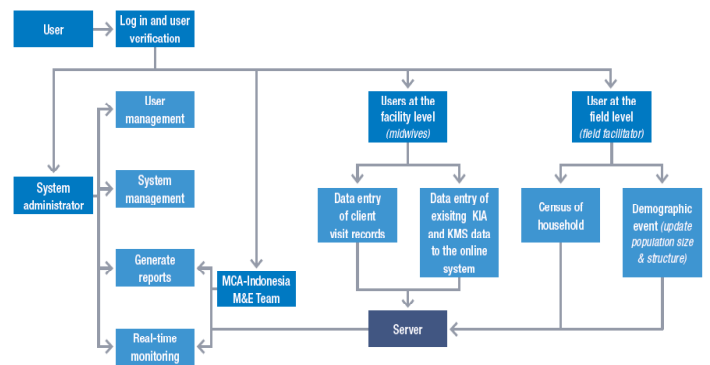 User
Log in and user
verification
User
management
System
management
System
administrator
Generate
reports
Real-time
monitoring
MCA-Indonesia
M&E Team
Users at the
facility level
(midwives)
Data entry
of client
visit records
Data entry of
exisitng KIA
and KMS data
to the online
system
Server
User at the
field level
(field facilitator)
Census of
household
Demographic
event (update
population size
& structure)